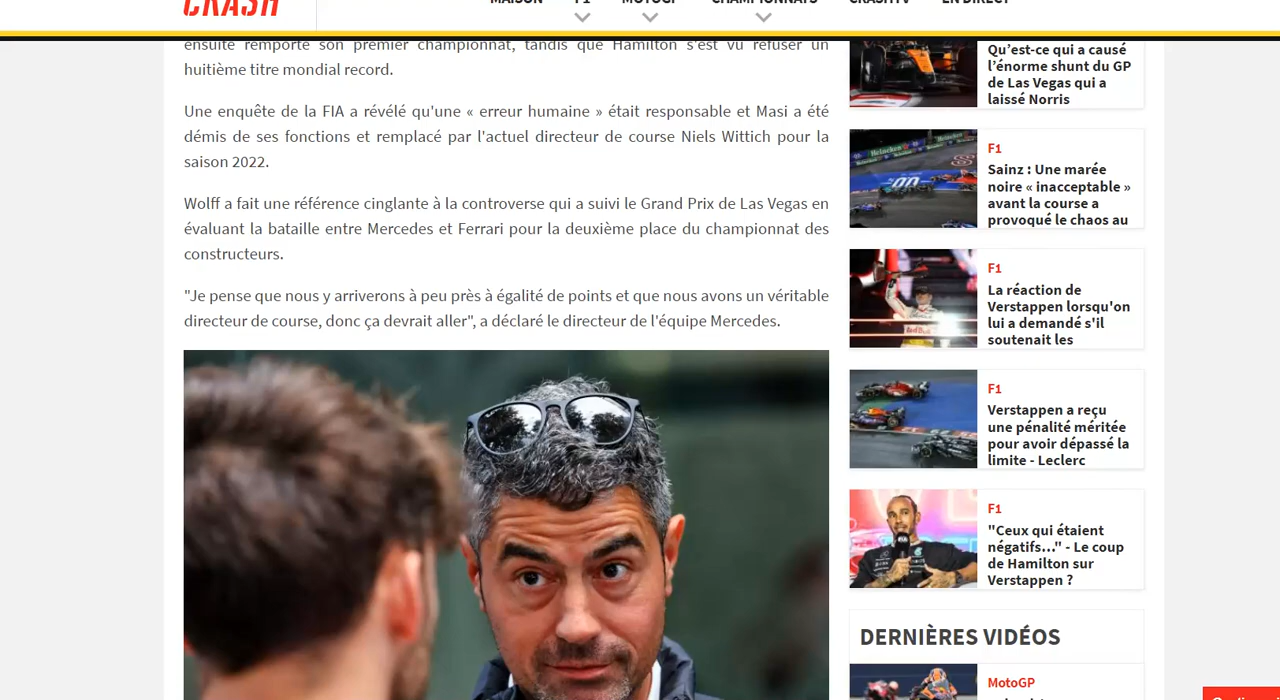 CRASH
MAISON F1 MOTOGP CHAMPIONNATS CRASHTV EN DIRECT
ensuite remporté son premier championnat, tandis que Hamilton s'est vu refuser un
huitième titre mondial record.
Une enquête de la FIA a révélé qu'une « erreur humaine » était responsable et Masi a été
démis de ses fonctions et remplacé par l'actuel directeur de course Niels Wittich pour la
saison 2022.
Wolff a fait une référence cinglante à la controverse qui a suivi le Grand Prix de Las Vegas en
évaluant la bataille entre Mercedes et Ferrari pour la deuxième place du championnat des
constructeurs.
"Je pense que nous y arriverons à peu près à égalité de points et que nous avons un véritable
directeur de course, donc ça devrait aller", a déclaré le directeur de l'équipe Mercedes.
Qu’est-ce qui a causé
l’énorme shunt du GP
de Las Vegas qui a
laissé Norris
F1
Sainz : Une marée
noire « inacceptable »
avant la course a
provoqué le chaos au
F1
La réaction de
Verstappen lorsqu'on
lui a demandé s'il
soutenait les
F1
Verstappen a reçu
une pénalité méritée
pour avoir dépassé la
limite - Leclerc
F1
"Ceux qui étaient
négatifs…" - Le coup
de Hamilton sur
Verstappen ?
DERNIÈRES VIDÉOS
MotoGP